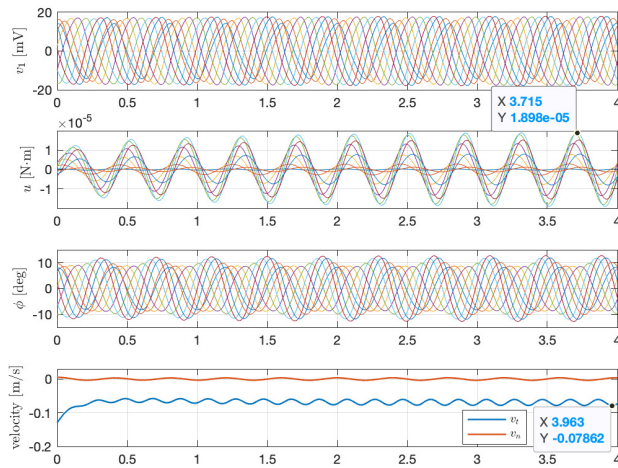 20
0
-20
v₁ [mV]
0 0.5 1 1.5 2 2.5 3 3.5 4
X 3.715
Y 1.898e-05
×10⁻⁵
1
0
-1
u [N·m]
0 0.5 1 1.5 2 2.5 3 3.5 4
10
0
-10
ϕ [deg]
0 0.5 1 1.5 2 2.5 3 3.5 4
0
-0.1
-0.2
velocity [m/s]
vₜ
vₙ
X 3.963
Y -0.07862
0 0.5 1 1.5 2 2.5 3 3.5 4